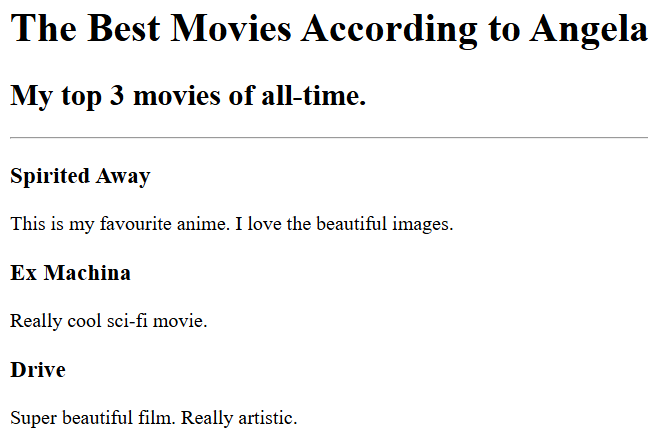 The Best Movies According to Angela
My top 3 movies of all-time.
Spirited Away
This is my favourite anime. I love the beautiful images.
Ex Machina
Really cool sci-fi movie.
Drive
Super beautiful film. Really artistic.